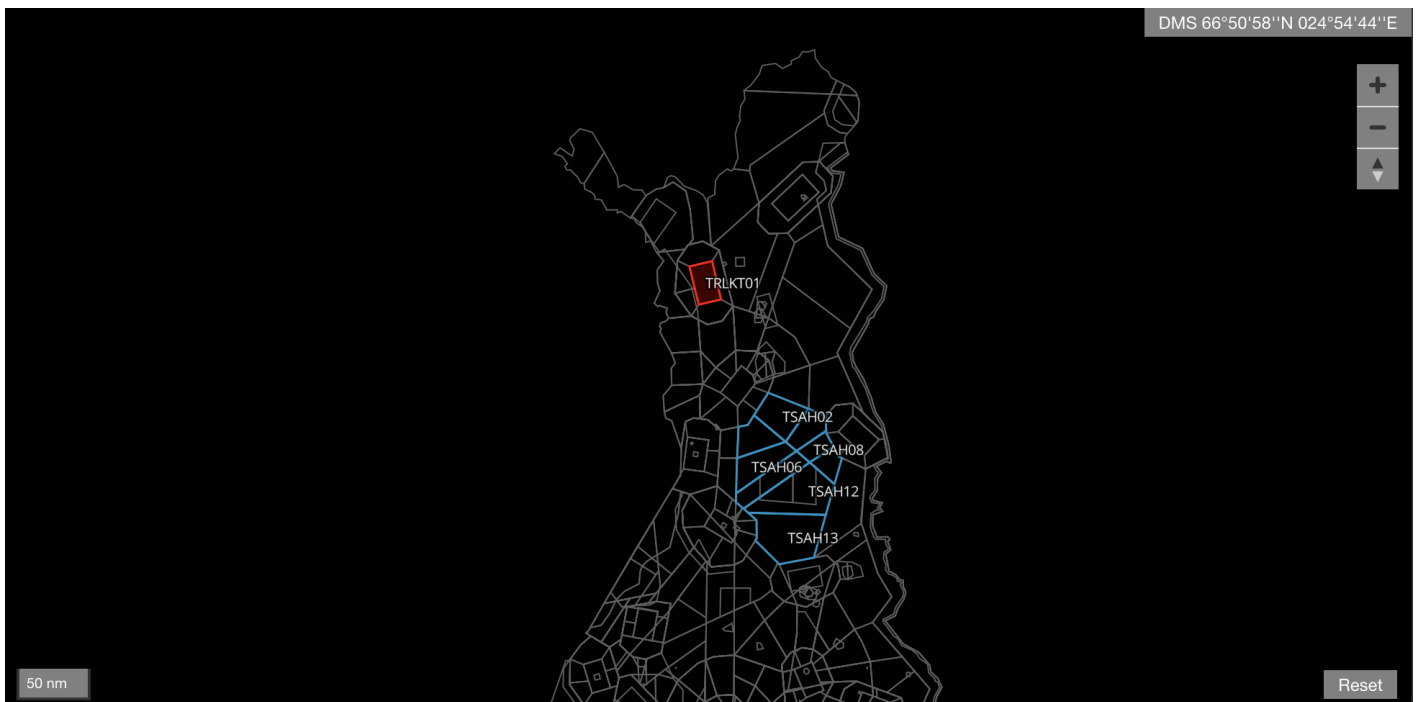 DMS 66°50'58''N 024°54'44''E
+
−
TRLKT01
TSAH02
TSAH08
TSAH06
TSAH12
TSAH13
50 nm
Reset